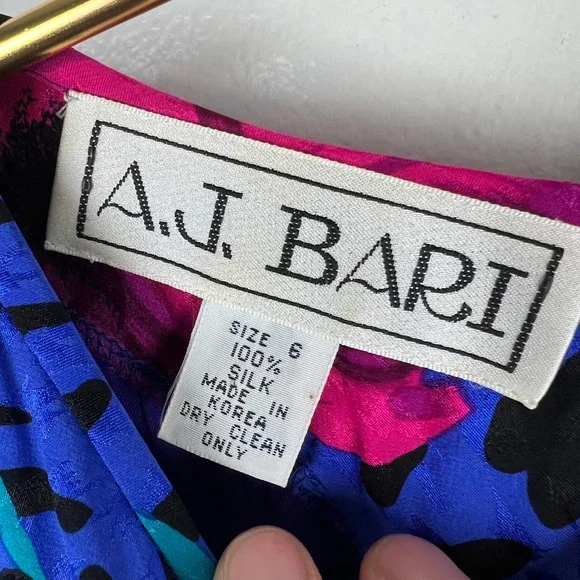 A.J. BARI
SIZE 6
100%
SILK
MADE IN
KOREA
DRY CLEAN
ONLY